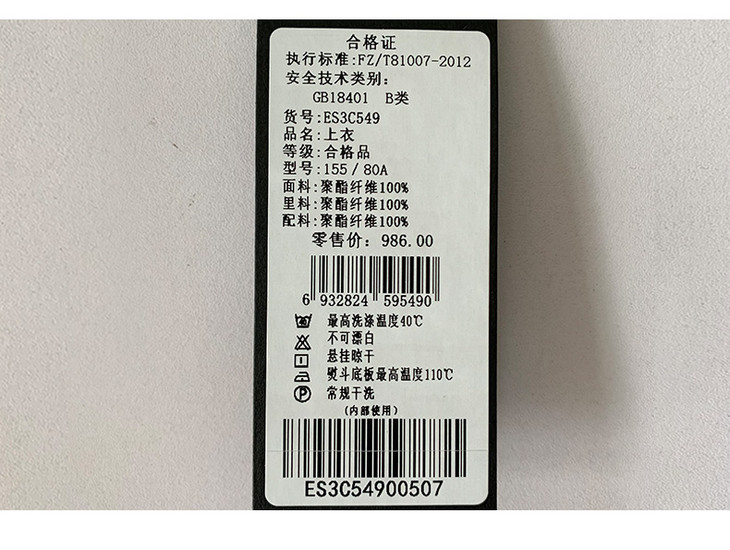 合格证
执行标准:FZ/T81007-2012
安全技术类别:
GB18401 B类
货号:ES3C549
品名:上衣
等级:合格品
型号:155/80A
面料:聚酯纤维100%
里料:聚酯纤维100%
配料:聚酯纤维100%
零售价: 986.00
6 932824 595490
最高洗涤温度40℃
不可漂白
悬挂晾干
熨斗底板最高温度110℃
P 常规干洗
(内部使用)
ES3C54900507